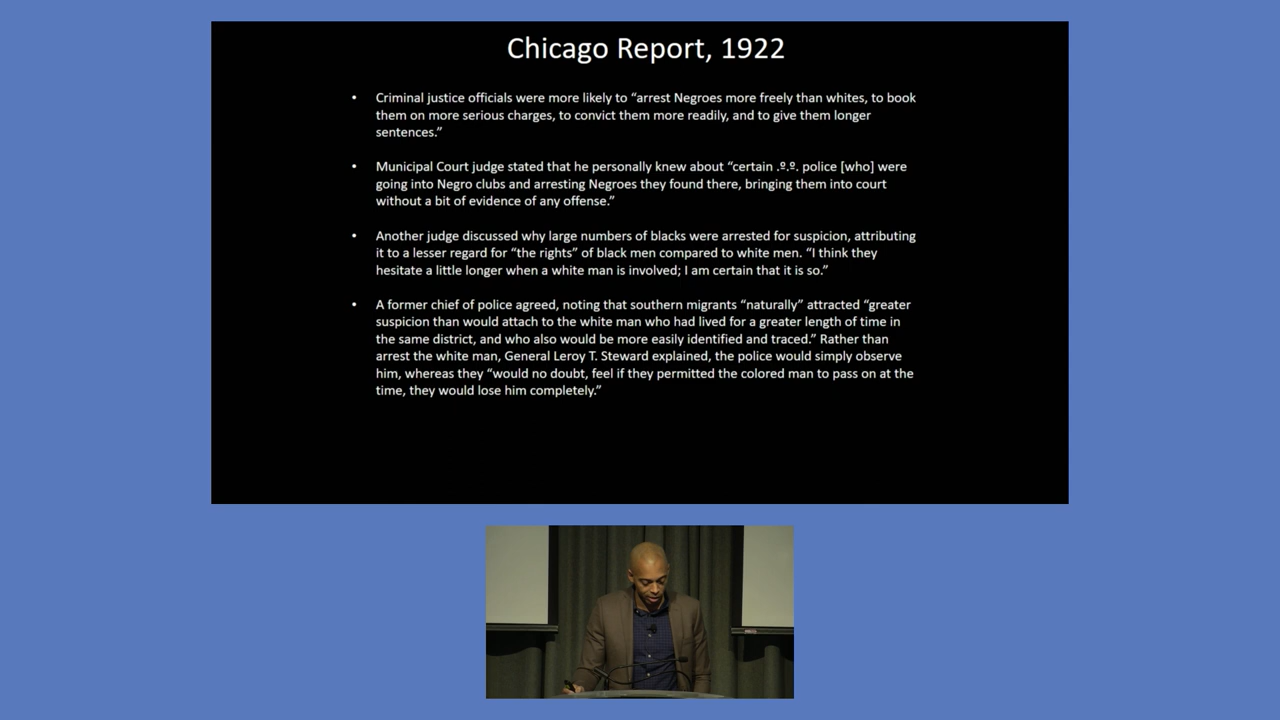 Chicago Report, 1922
• Criminal justice officials were more likely to “arrest Negroes more freely than whites, to book
them on more serious charges, to convict them more readily, and to give them longer
sentences.”
• Municipal Court judge stated that he personally knew about “certain .º.º. police [who] were
going into Negro clubs and arresting Negroes they found there, bringing them into court
without a bit of evidence of any offense.”
• Another judge discussed why large numbers of blacks were arrested for suspicion, attributing
it to a lesser regard for “the rights” of black men compared to white men. “I think they
hesitate a little longer when a white man is involved; I am certain that it is so.”
• A former chief of police agreed, noting that southern migrants “naturally” attracted “greater
suspicion than would attach to the white man who had lived for a greater length of time in
the same district, and who also would be more easily identified and traced.” Rather than
arrest the white man, General Leroy T. Steward explained, the police would simply observe
him, whereas they “would no doubt, feel if they permitted the colored man to pass on at the
time, they would lose him completely.”